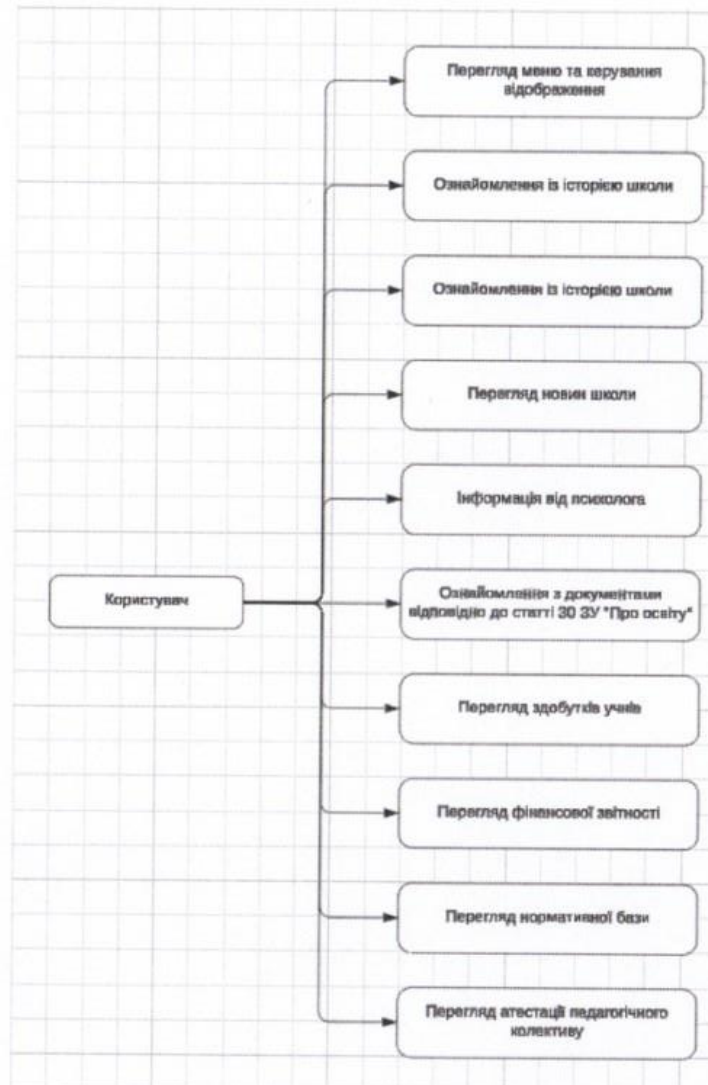 Перегляд меню та керування
відображення
Ознайомлення із історією школи
Ознайомлення із історією школи
Перегляд новин школи
Інформація від психолога
Користувач
Ознайомлення з документами
відповідно до статті 30 ЗУ "Про освіту"
Перегляд здобутків учнів
Перегляд фінансової звітності
Перегляд нормативної бази
Перегляд атестації педагогічного
колективу